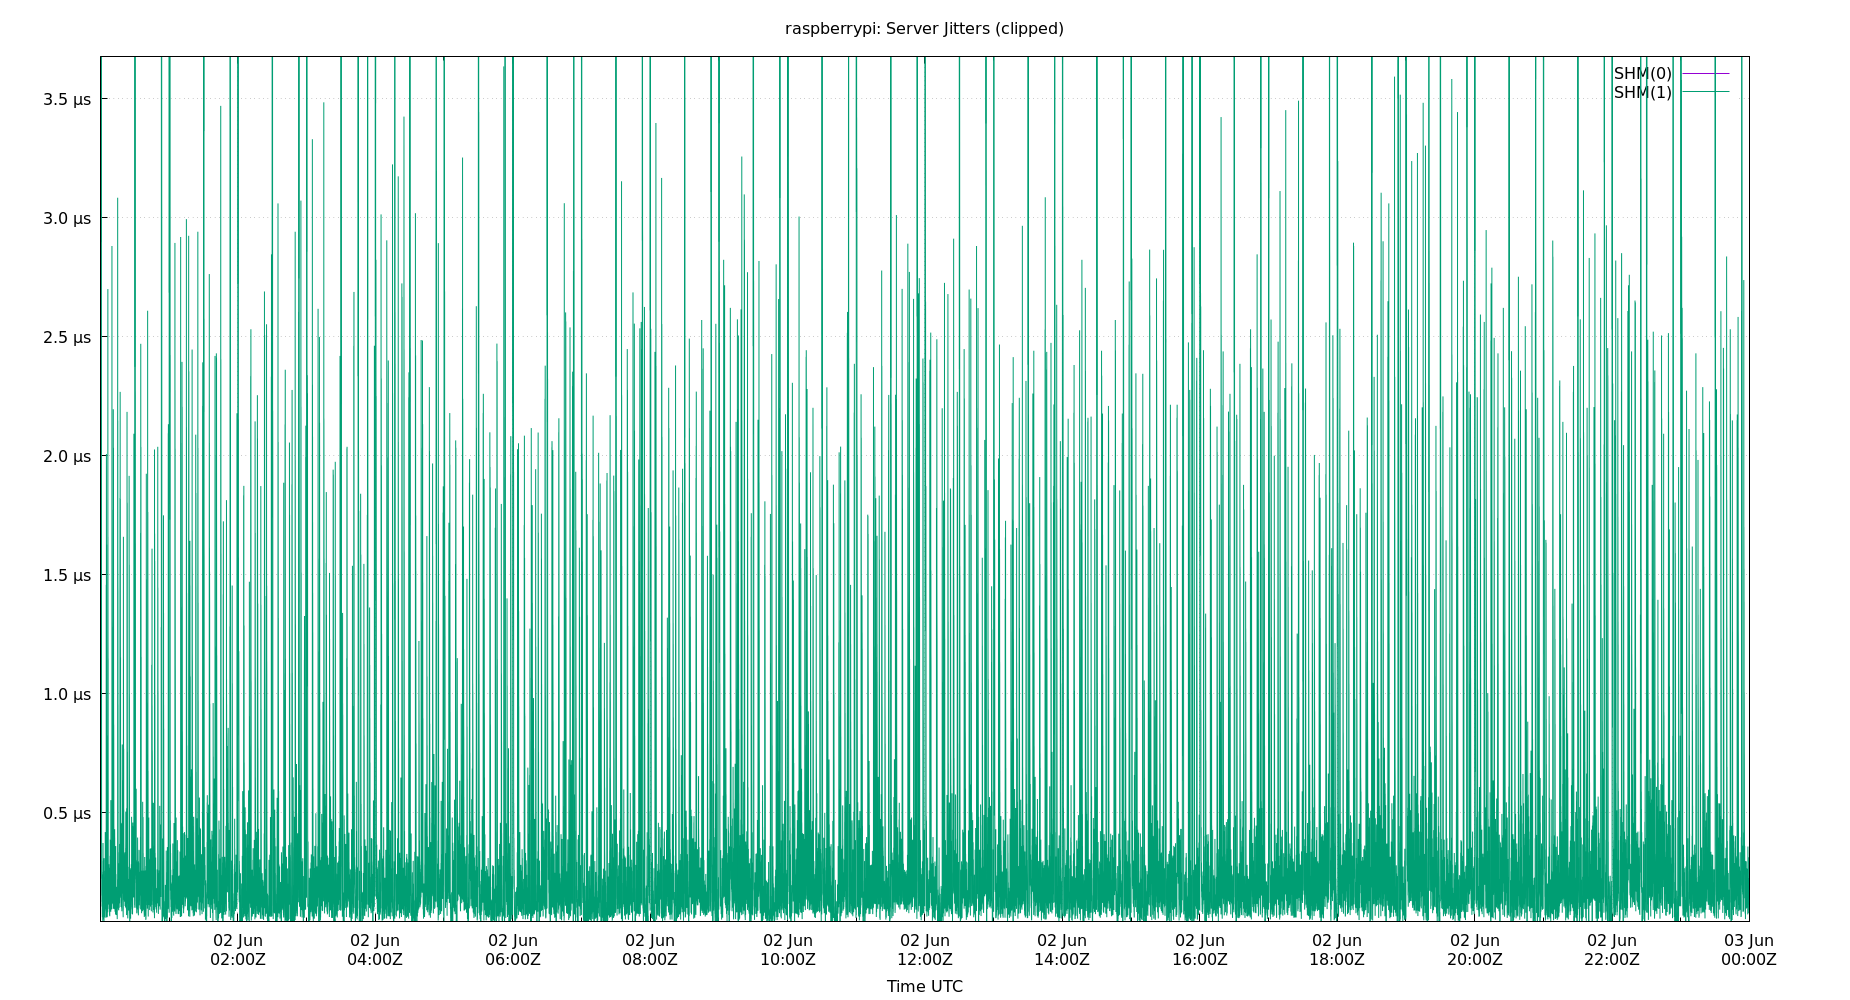 raspberrypi: Server Jitters (clipped)
SHM(0)
SHM(1)
3.5 μs
3.0 μs
2.5 μs
2.0 μs
1.5 μs
1.0 μs
0.5 μs
02 Jun 02 Jun 02 Jun 02 Jun 02 Jun 02 Jun 02 Jun 02 Jun 02 Jun 02 Jun 02 Jun 03 Jun
02:00Z 04:00Z 06:00Z 08:00Z 10:00Z 12:00Z 14:00Z 16:00Z 18:00Z 20:00Z 22:00Z 00:00Z
Time UTC